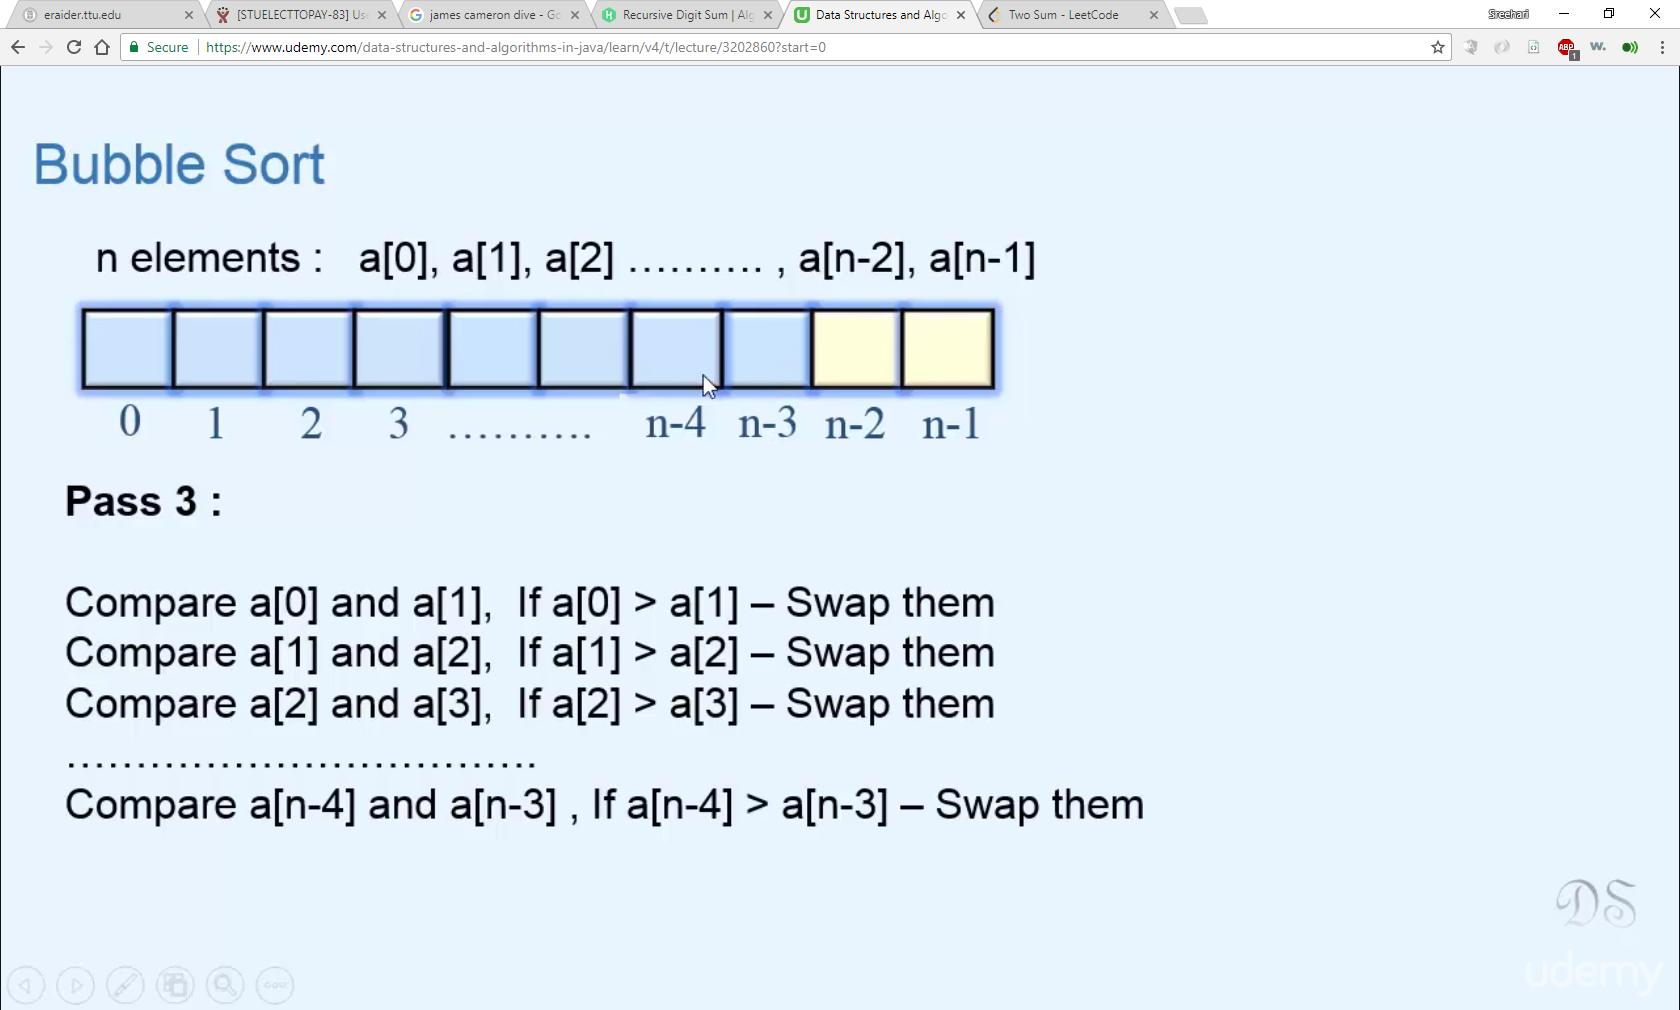 eraider.ttu.edu
[STUELECTTOPAY-83] Us
james cameron dive - Go
Recursive Digit Sum | Alg
Data Structures and Algo
Two Sum - LeetCode
Sreehari
Secure
https://www.udemy.com/data-structures-and-algorithms-in-java/learn/v4/t/lecture/3202860?start=0
ABP
1
w.
Bubble Sort
n elements : a[0], a[1], a[2] .......... , a[n-2], a[n-1]
0 1 2 3 .......... n-4 n-3 n-2 n-1
Pass 3 :
Compare a[0] and a[1], If a[0] > a[1] – Swap them
Compare a[1] and a[2], If a[1] > a[2] – Swap them
Compare a[2] and a[3], If a[2] > a[3] – Swap them
..................................
Compare a[n-4] and a[n-3] , If a[n-4] > a[n-3] – Swap them
DS
udemy